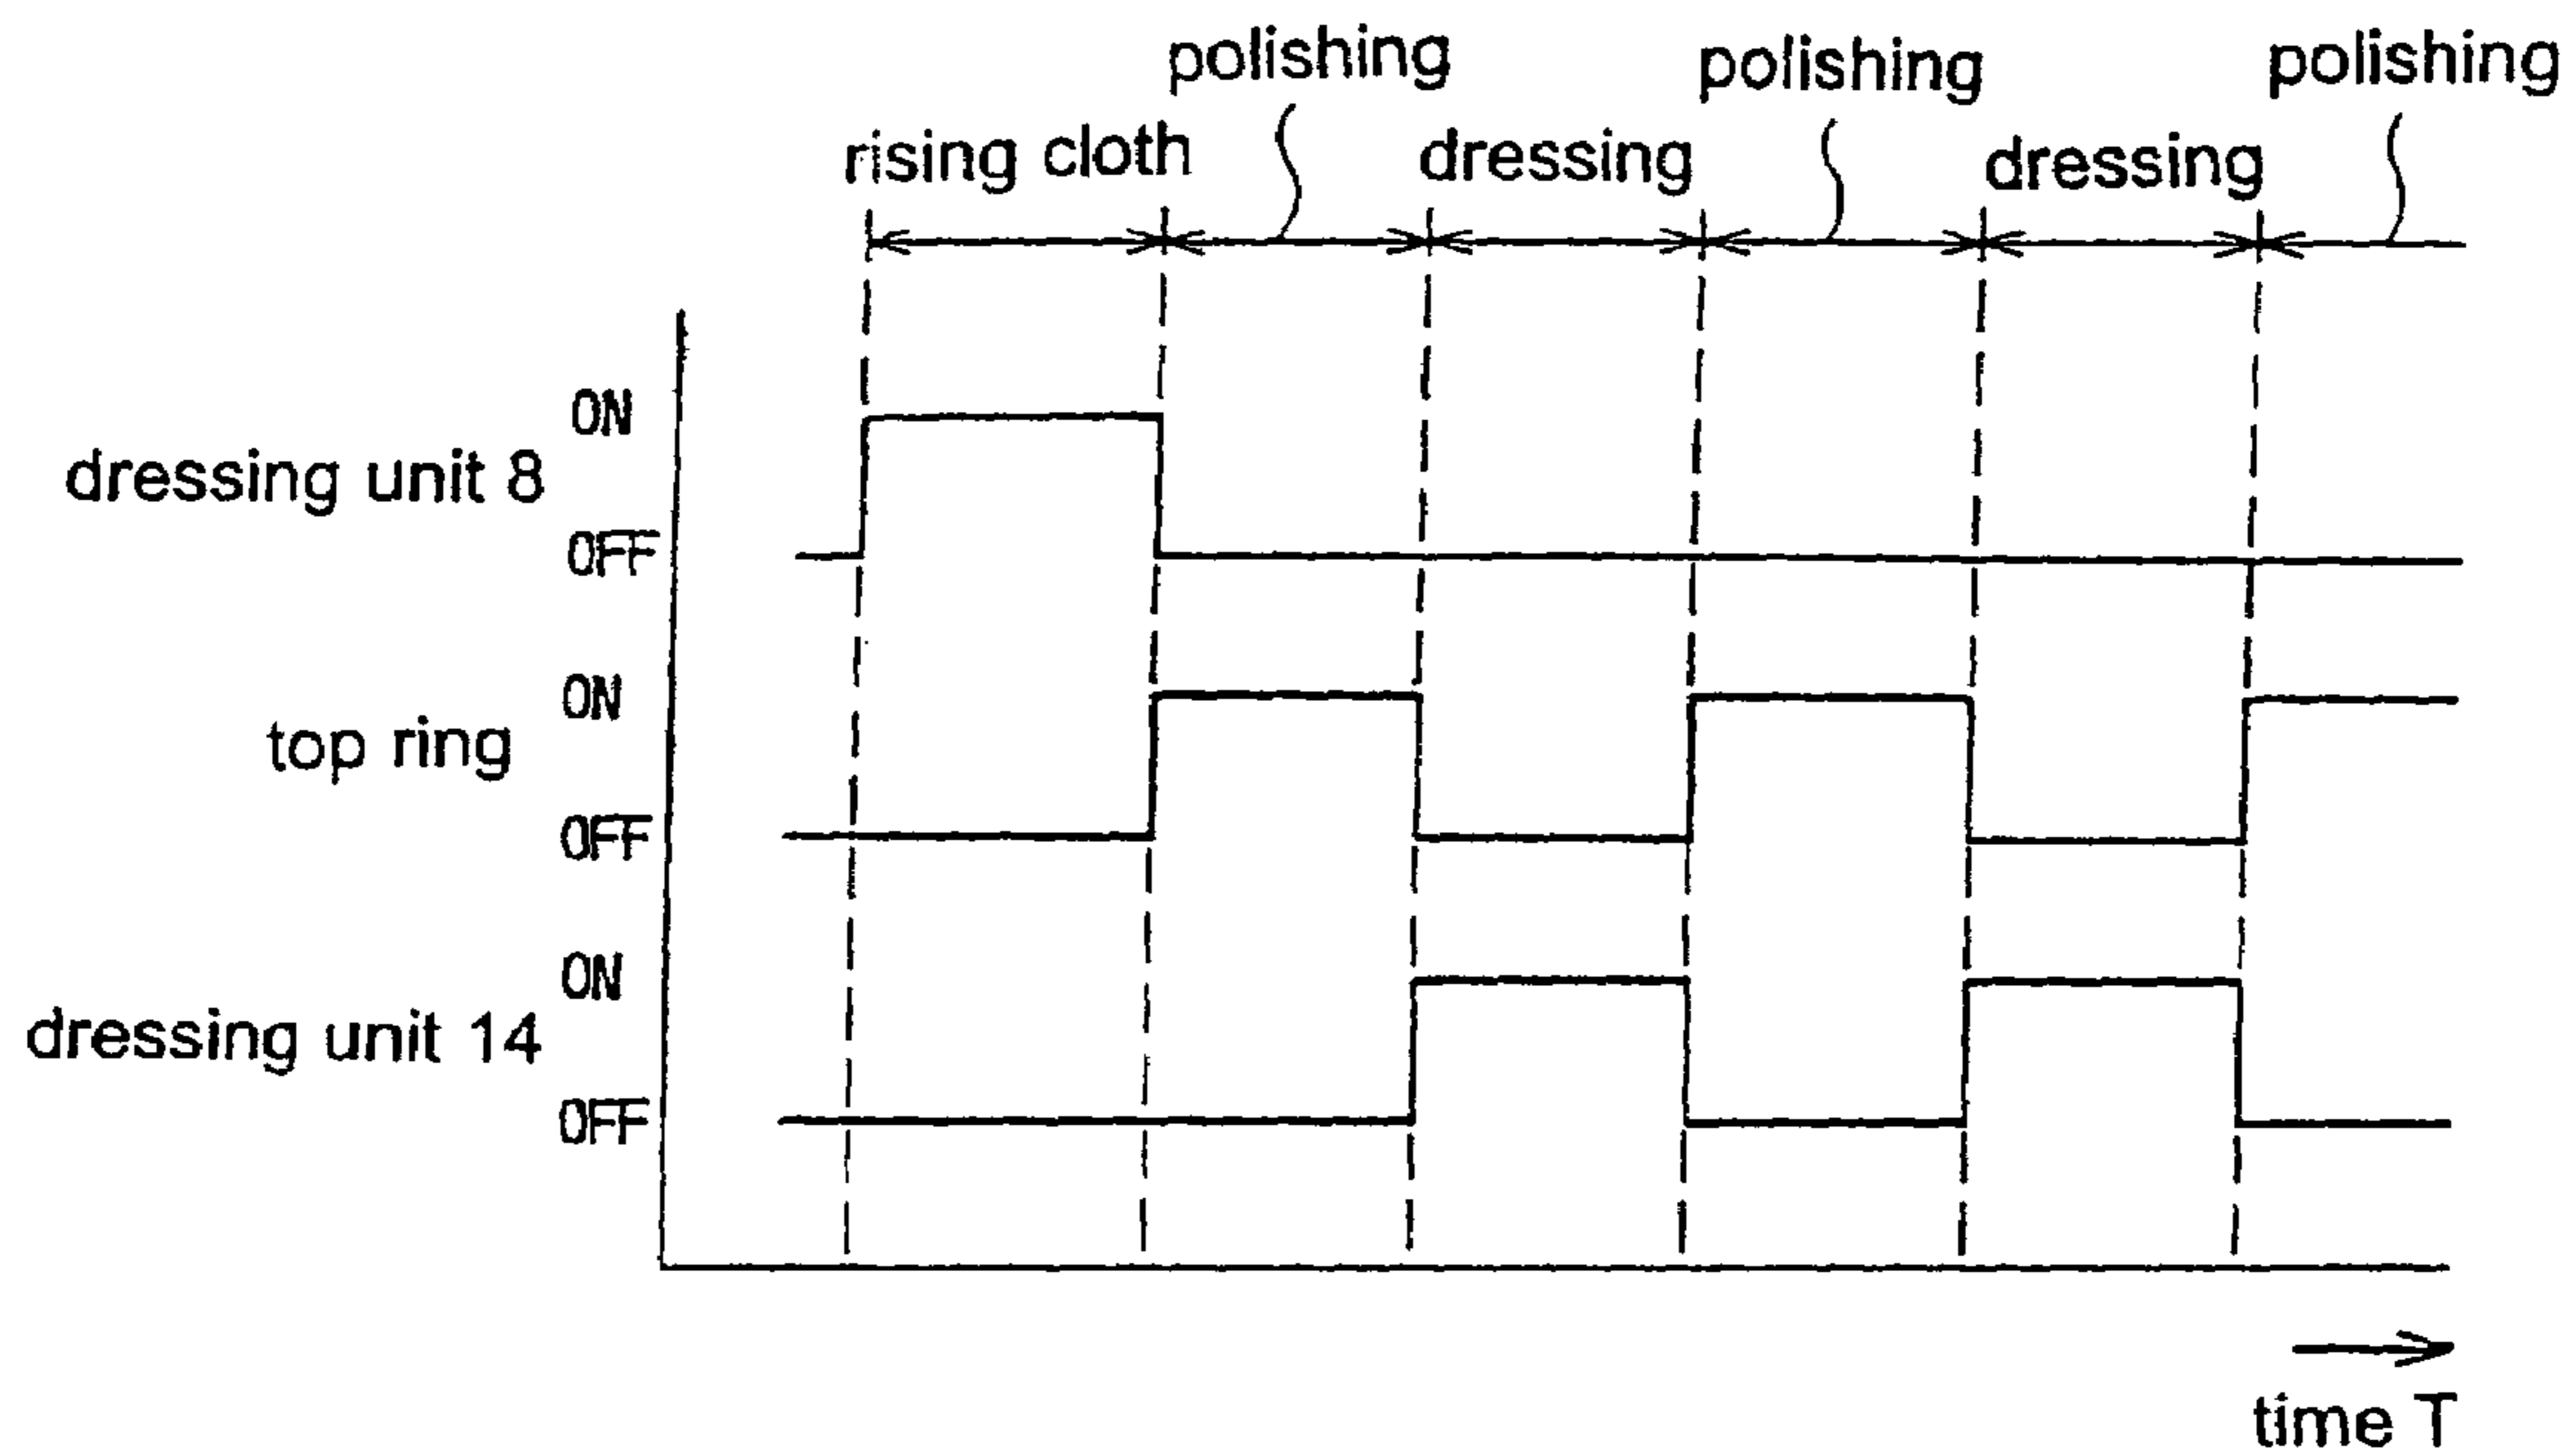 polishing
polishing
polishing
rising cloth
dressing
dressing
ON
dressing unit 8
OFF
ON
top ring
OFF
ON
dressing unit 14
OFF
time T